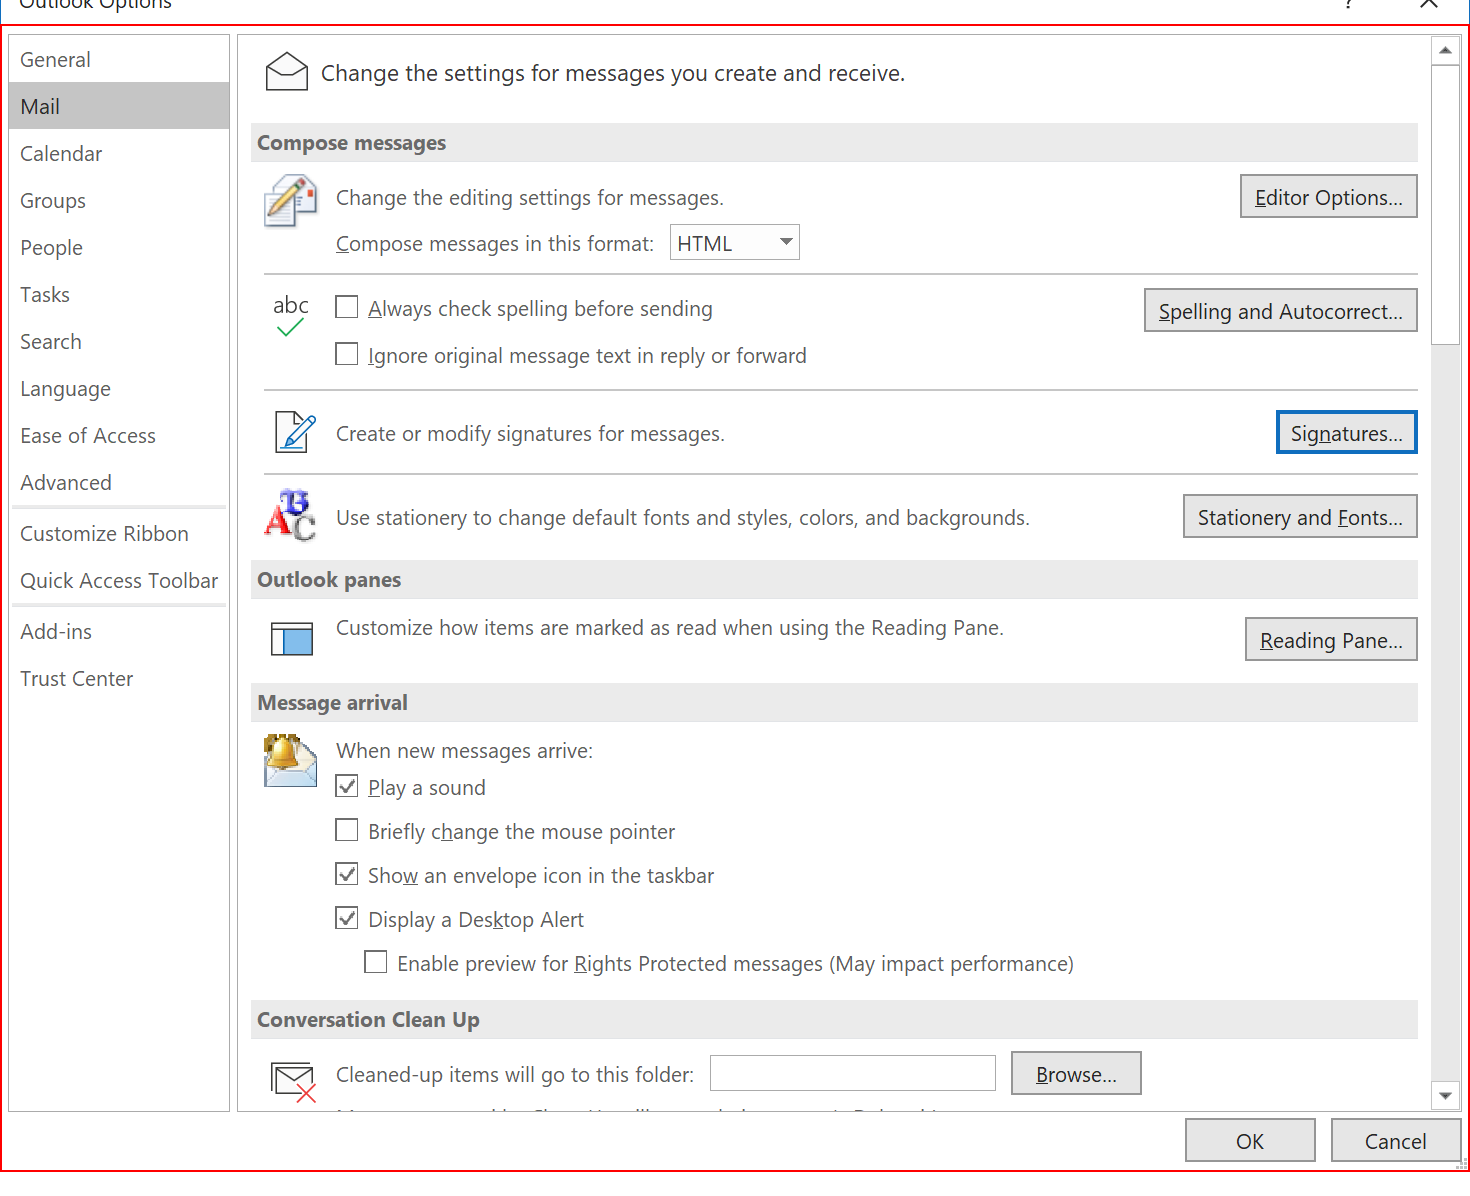 Outlook Options
?
General
Mail
Calendar
Groups
People
Tasks
Search
Language
Ease of Access
Advanced
Customize Ribbon
Quick Access Toolbar
Add-ins
Trust Center
Change the settings for messages you create and receive.
Compose messages
Change the editing settings for messages.
Editor Options...
Compose messages in this format: HTML
abc
Always check spelling before sending
Spelling and Autocorrect...
Ignore original message text in reply or forward
Create or modify signatures for messages.
Signatures...
Use stationery to change default fonts and styles, colors, and backgrounds.
Stationery and Fonts...
Outlook panes
Customize how items are marked as read when using the Reading Pane.
Reading Pane...
Message arrival
When new messages arrive:
Play a sound
Briefly change the mouse pointer
Show an envelope icon in the taskbar
Display a Desktop Alert
Enable preview for Rights Protected messages (May impact performance)
Conversation Clean Up
Cleaned-up items will go to this folder:
Browse...
OK
Cancel